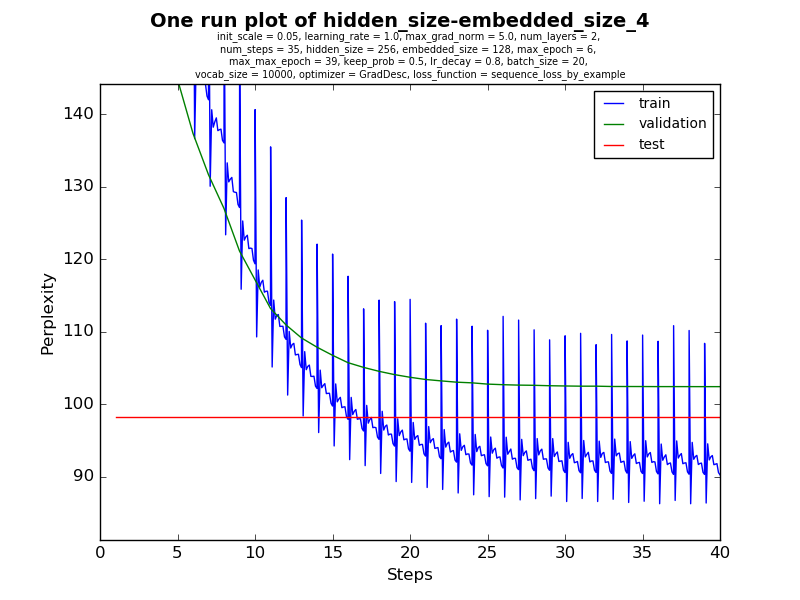 One run plot of hidden_size-embedded_size_4
init_scale = 0.05, learning_rate = 1.0, max_grad_norm = 5.0, num_layers = 2,
num_steps = 35, hidden_size = 256, embedded_size = 128, max_epoch = 6,
max_max_epoch = 39, keep_prob = 0.5, lr_decay = 0.8, batch_size = 20,
vocab_size = 10000, optimizer = GradDesc, loss_function = sequence_loss_by_example
140
130
120
110
100
90
Perplexity
train
validation
test
0 5 10 15 20 25 30 35 40
Steps